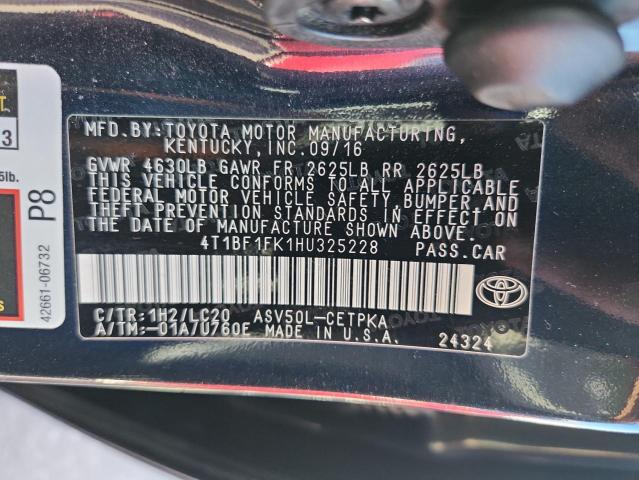 MFD.BY:TOYOTA MOTOR MANUFACTURING,
KENTUCKY,INC.09/16
GVWR 4630LB GAWR FR 2625LB RR 2625LB
THIS VEHICLE CONFORMS TO ALL APPLICABLE
FEDERAL MOTOR VEHICLE SAFETY, BUMPER, AND
THEFT PREVENTION STANDARDS IN EFFECT ON
THE DATE OF MANUFACTURE SHOWN ABOVE.
4T1BF1FK1HU325228 PASS.CAR
C/TR:1H2/LC20 ASV50L-CETPKA
A/TM:-01A/U760E MADE IN U.S.A. 24324
P8
42661-06732
3
5lb.